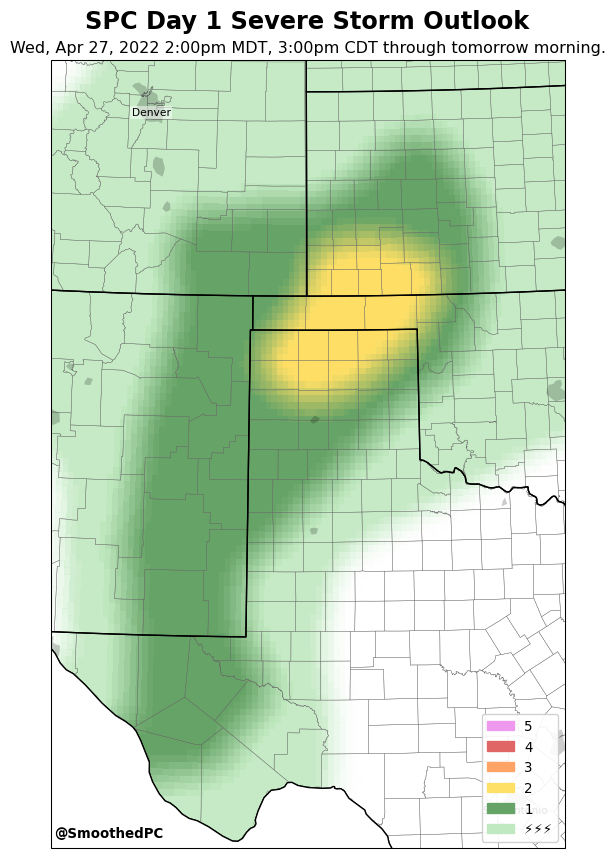 SPC Day 1 Severe Storm Outlook
Wed, Apr 27, 2022 2:00pm MDT, 3:00pm CDT through tomorrow morning.
Denver
5
4
3
2
1
⚡⚡⚡
@SmoothedPC